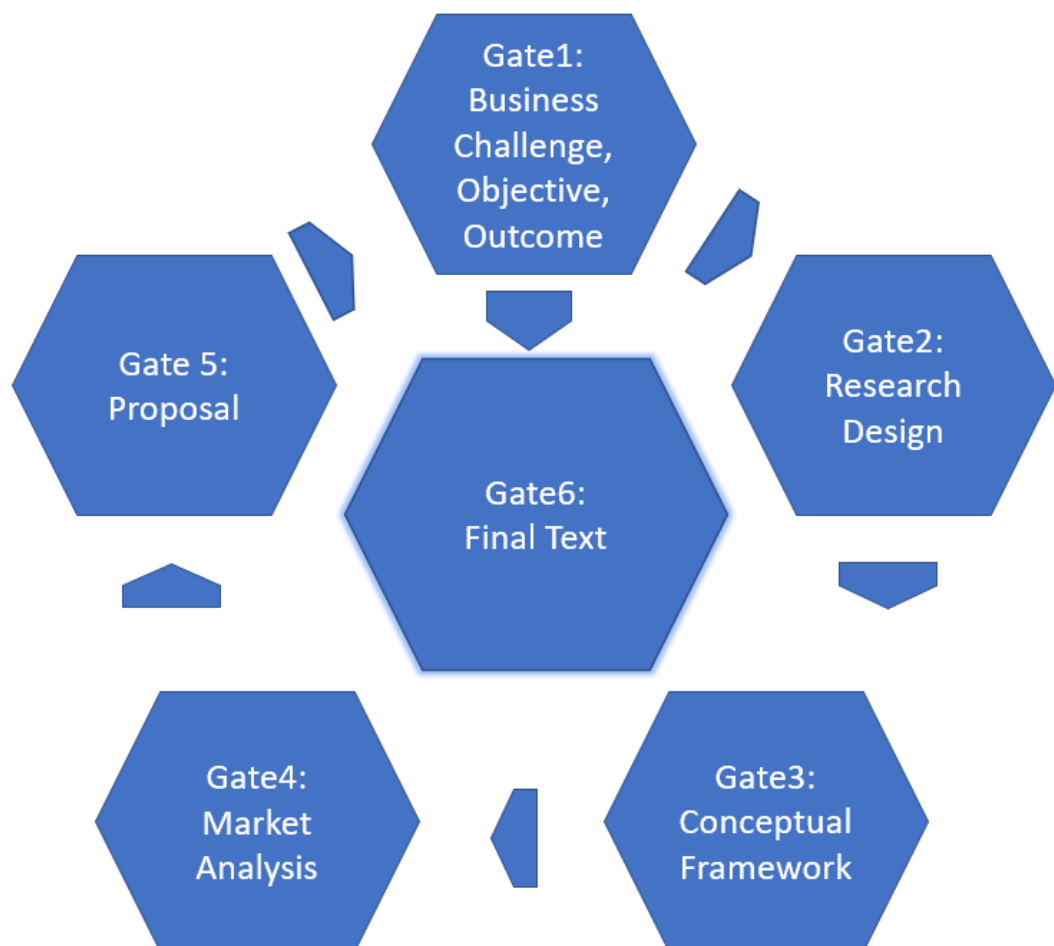 Gate1:
Business
Challenge,
Objective,
Outcome
Gate2:
Research
Design
Gate3:
Conceptual
Framework
Gate4:
Market
Analysis
Gate 5:
Proposal
Gate6:
Final Text